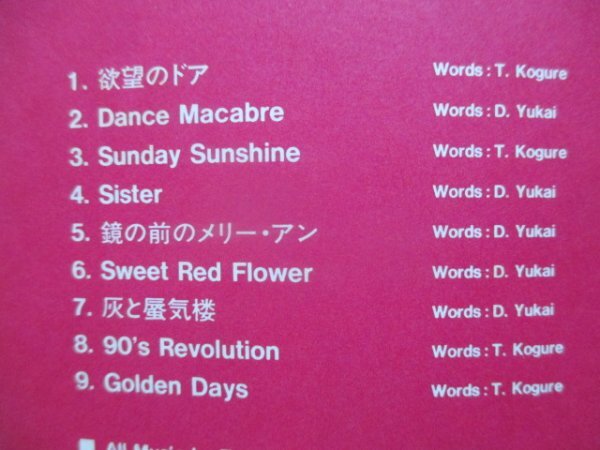 1. 欲望のドア Words : T. Kogure
2. Dance Macabre Words : D. Yukai
3. Sunday Sunshine Words : T. Kogure
4. Sister Words : D. Yukai
5. 鏡の前のメリー・アン Words : D. Yukai
6. Sweet Red Flower Words : D. Yukai
7. 灰と蜃気楼 Words : D. Yukai
8. 90's Revolution Words : T. Kogure
9. Golden Days Words : T. Kogure
■ All Music